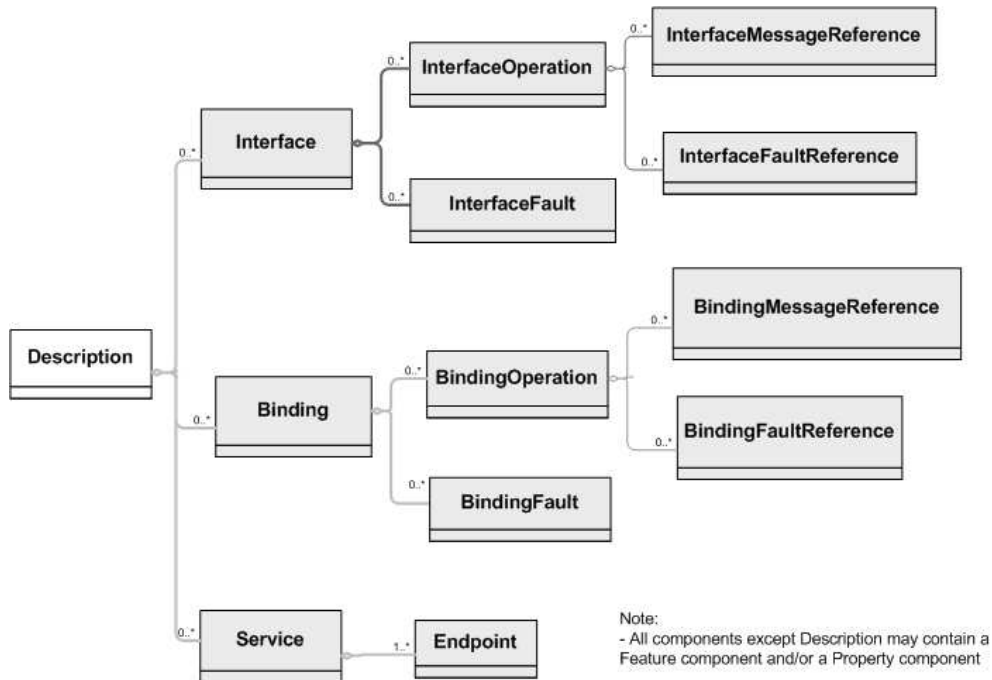 InterfaceMessageReference
0..*
InterfaceOperation
0..*
InterfaceFaultReference
0..*
Interface
0..*
InterfaceFault
0..*
BindingMessageReference
0..*
Description
BindingOperation
0..*
Binding
0..*
BindingFaultReference
0..*
BindingFault
0..*
Service
0..*
Endpoint
1..*
Note:
- All components except Description may contain a
Feature component and/or a Property component